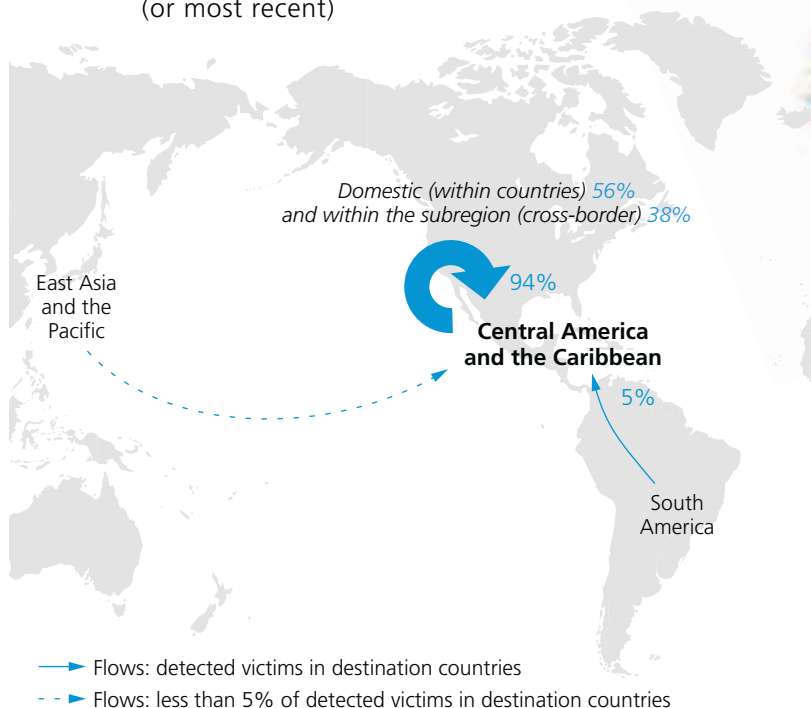 (or most recent)
Domestic (within countries) 56%
and within the subregion (cross-border) 38%
94%
East Asia
and the
Pacific
Central America
and the Caribbean
5%
South
America
Flows: detected victims in destination countries
Flows: less than 5% of detected victims in destination countries